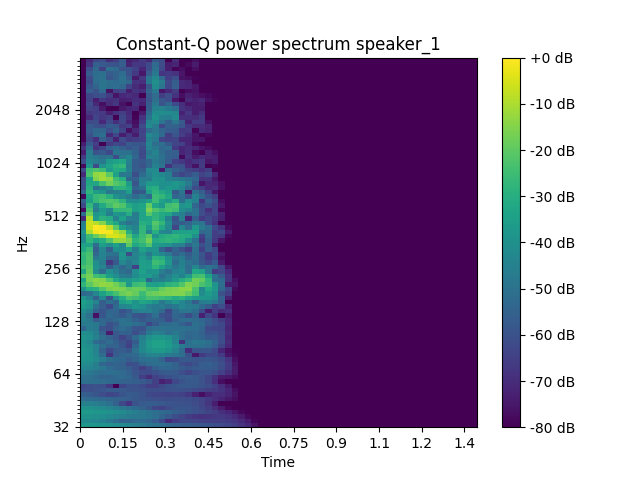 Constant-Q power spectrum speaker_1
Hz
2048
1024
512
256
128
64
32
0 0.15 0.3 0.45 0.6 0.75 0.9 1.1 1.2 1.4
Time
+0 dB
-10 dB
-20 dB
-30 dB
-40 dB
-50 dB
-60 dB
-70 dB
-80 dB